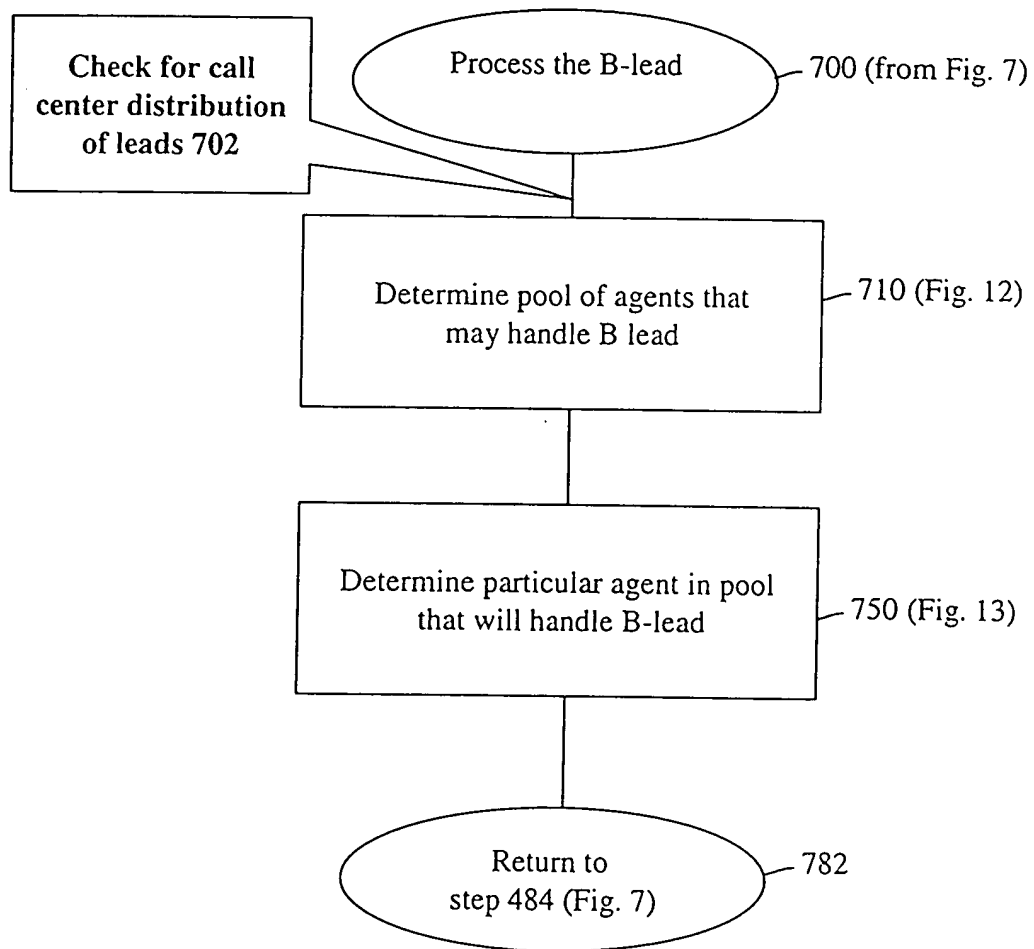 Check for call
center distribution
of leads 702
Process the B-lead
700 (from Fig. 7)
Determine pool of agents that
may handle B lead
710 (Fig. 12)
Determine particular agent in pool
that will handle B-lead
750 (Fig. 13)
Return to
step 484 (Fig. 7)
782